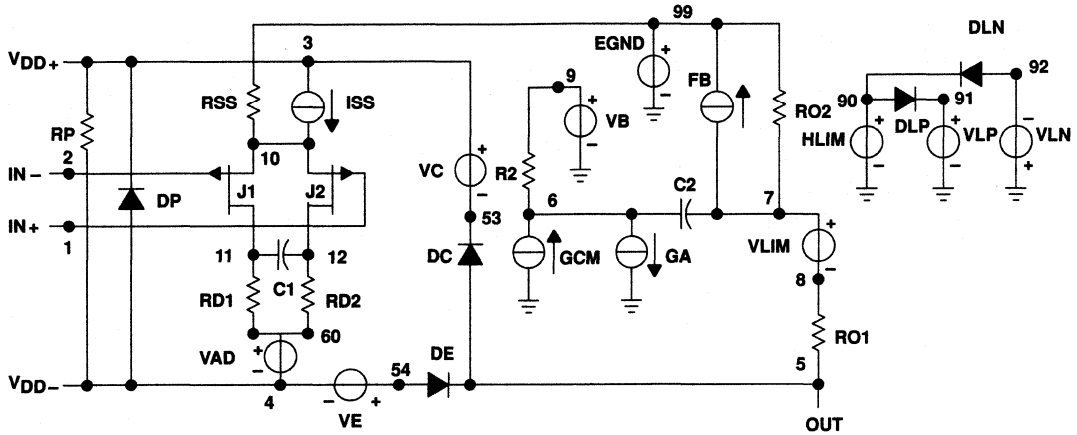 99
DLN
VDD+
3
EGND
+
−
9
FB
92
RSS
ISS
VB
+
−
90
91
RP
RO2
HLIM
+
−
DLP
+
−
VLP
−
+
VLN
2
IN −
10
VC
+
−
R2
C2
J1
J2
6
7
DP
53
IN +
1
11
12
DC
GCM
GA
VLIM
+
−
C1
8
RD1
RD2
60
RO1
VAD
+
−
54
DE
5
VDD−
4
−
+
VE
OUT